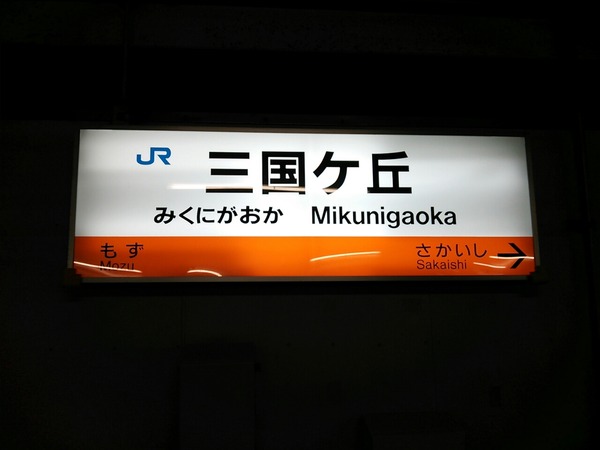 JR 三国ケ丘
みくにがおか Mikunigaoka
もず さかいし →
Mozu Sakaishi